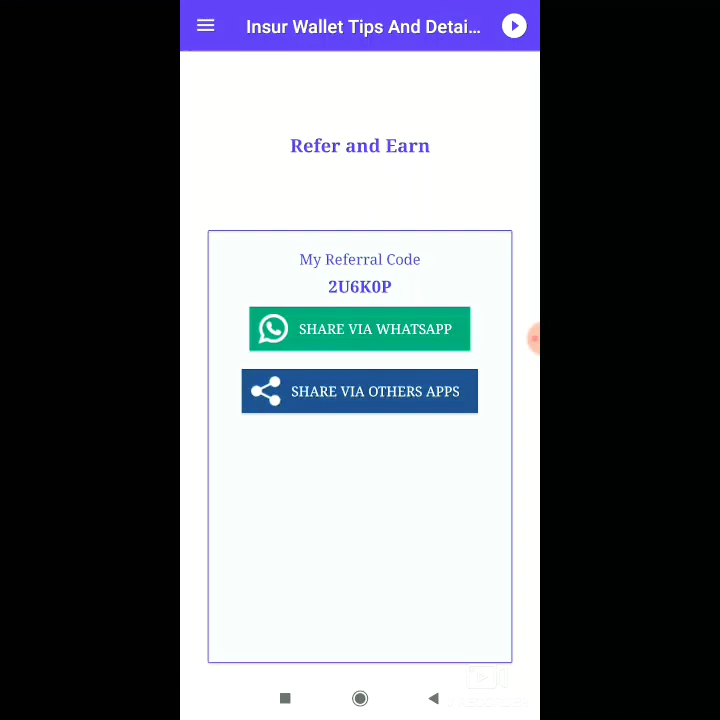 Insur Wallet Tips And Detai...
Refer and Earn
My Referral Code
2U6K0P
SHARE VIA WHATSAPP
SHARE VIA OTHERS APPS